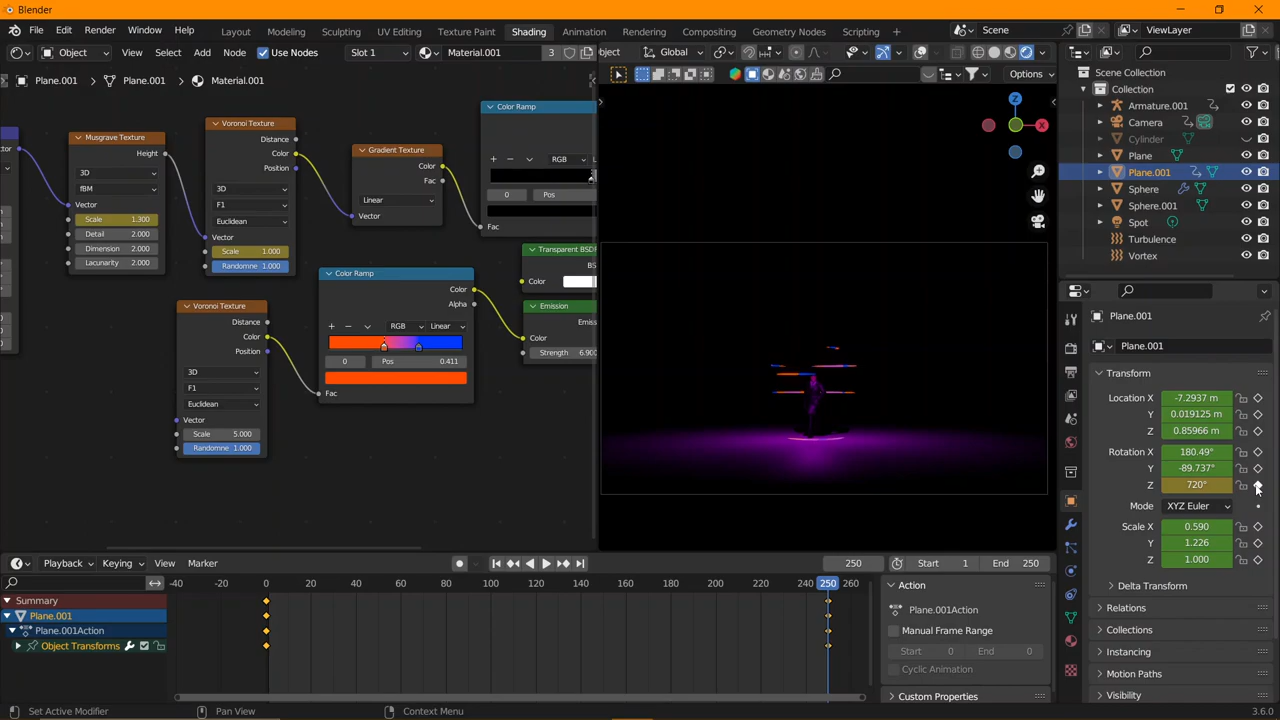 Blender
File Edit Render Window Help Layout Modeling Sculpting UV Editing Texture Paint Shading Animation Rendering Compositing Geometry Nodes Scripting + Scene ViewLayer
Object View Select Add Node Use Nodes Slot 1 Material.001 3 bject Global
Plane.001 > Plane.001 > Material.001 Options
Musgrave Texture
Height
3D
fBM
Vector
Scale 1.300
Detail 2.000
Dimension 2.000
Lacunarity 2.000
Voronoi Texture
Distance
Color
Position
3D
F1
Euclidean
Vector
Scale 1.000
Randomne 1.000
Gradient Texture
Color
Fac
Linear
Vector
Color Ramp
RGB L
0 Pos
Fac
Transparent BSDF
BS
Color
Emission
Emiss
Color
Strength 6.900
Color Ramp
Color
Alpha
RGB Linear
0 Pos 0.411
Fac
Voronoi Texture
Distance
Color
Position
3D
F1
Euclidean
Vector
Scale 5.000
Randomne 1.000
Z
X
Scene Collection
Collection
Armature.001
Camera
Cylinder
Plane
Plane.001
Sphere
Sphere.001
Spot
Turbulence
Vortex
Plane.001
Plane.001
Transform
Location X -7.2937 m
Y 0.019125 m
Z 0.85966 m
Rotation X 180.49°
Y -89.737°
Z 720°
Mode XYZ Euler
Scale X 0.590
Y 1.226
Z 1.000
Delta Transform
Relations
Collections
Instancing
Motion Paths
Visibility
Playback Keying View Marker 250 Start 1 End 250
-40 -20 0 20 40 60 80 100 120 140 160 180 200 220 240 250 260
Summary
Plane.001
Plane.001Action
Object Transforms
Action
Plane.001Action
Manual Frame Range
Start 0 End 0
Cyclic Animation
Custom Properties
Set Active Modifier Pan View Context Menu 3.6.0